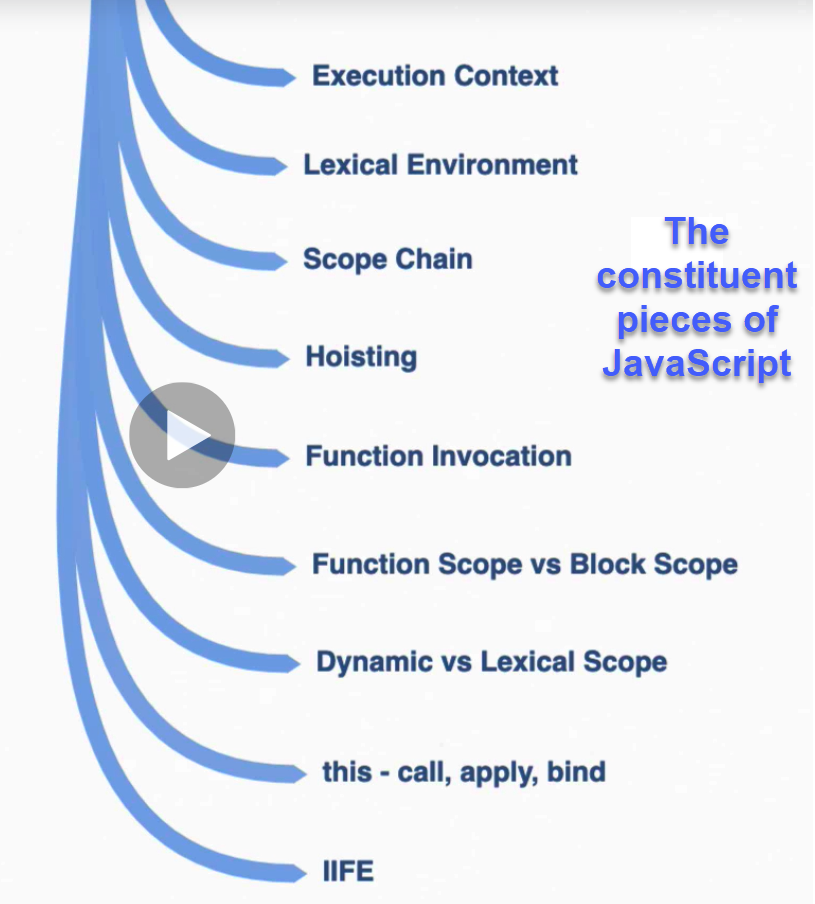 Execution Context
Lexical Environment
Scope Chain
Hoisting
Function Invocation
Function Scope vs Block Scope
Dynamic vs Lexical Scope
this - call, apply, bind
IIFE
The
constituent
pieces of
JavaScript